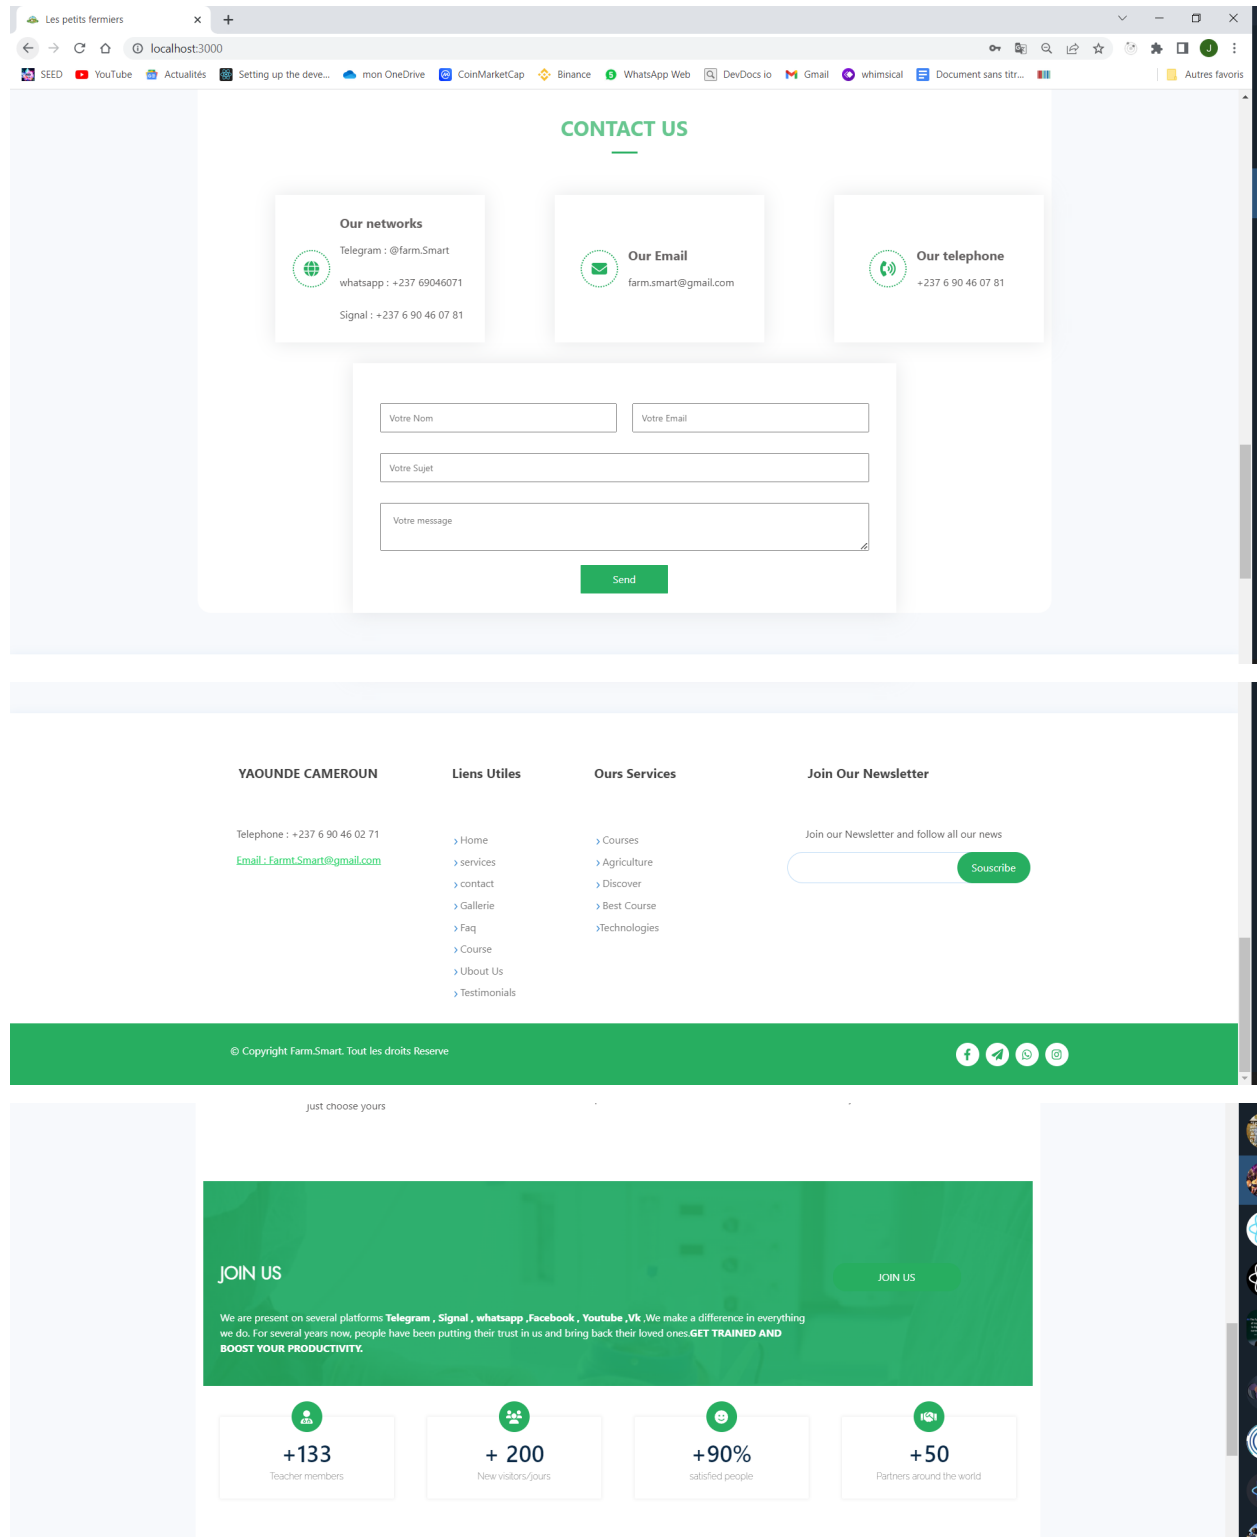 Les petits fermiers
localhost:3000
SEED YouTube Actualités Setting up the deve... mon OneDrive CoinMarketCap Binance WhatsApp Web DevDocs io Gmail whimsical Document sans titr... Autres favoris
CONTACT US
Our networks
Telegram : @farm.Smart
whatsapp : +237 69046071
Signal : +237 6 90 46 07 81
Our Email
farm.smart@gmail.com
Our telephone
+237 6 90 46 07 81
Votre Nom
Votre Email
Votre Sujet
Votre message
Send
YAOUNDE CAMEROUN
Telephone : +237 6 90 46 02 71
Email : Farmt.Smart@gmail.com
Liens Utiles
› Home
› services
› contact
› Gallerie
› Faq
› Course
› Ubout Us
› Testimonials
Ours Services
› Courses
› Agriculture
› Discover
› Best Course
›Technologies
Join Our Newsletter
Join our Newsletter and follow all our news
Souscribe
© Copyright Farm.Smart. Tout les droits Reserve
just choose yours
JOIN US
JOIN US
We are present on several platforms Telegram , Signal , whatsapp ,Facebook , Youtube ,Vk ,We make a difference in everything
we do. For several years now, people have been putting their trust in us and bring back their loved ones.GET TRAINED AND
BOOST YOUR PRODUCTIVITY.
+133
Teacher members
+ 200
New visitors/jours
+90%
satisfied people
+50
Partners around the world